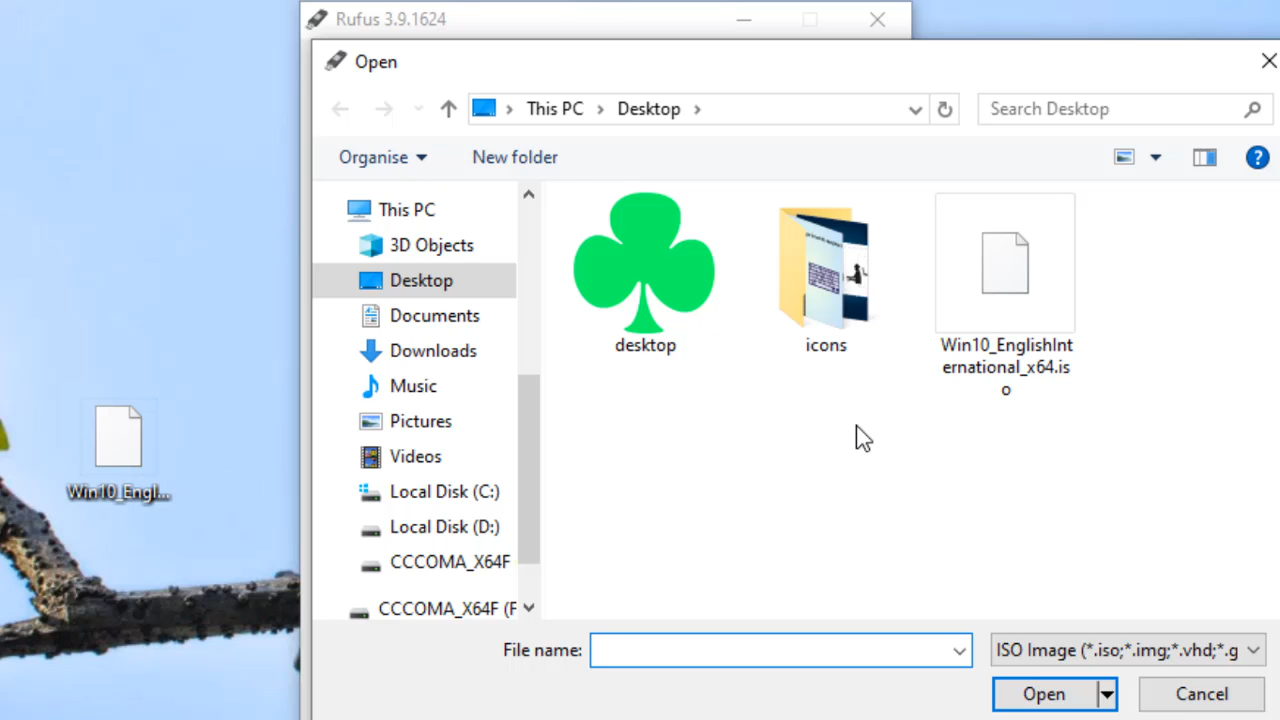 Rufus 3.9.1624
Open
This PC
Desktop
Search Desktop
Organise
New folder
?
This PC
3D Objects
Desktop
Documents
Downloads
Music
Pictures
Videos
Local Disk (C:)
Local Disk (D:)
CCCOMA_X64F
CCCOMA_X64F (F
desktop
icons
Win10_EnglishInt
ernational_x64.is
o
Win10_Engl...
File name:
ISO Image (*.iso;*.img;*.vhd;*.g
Open
Cancel